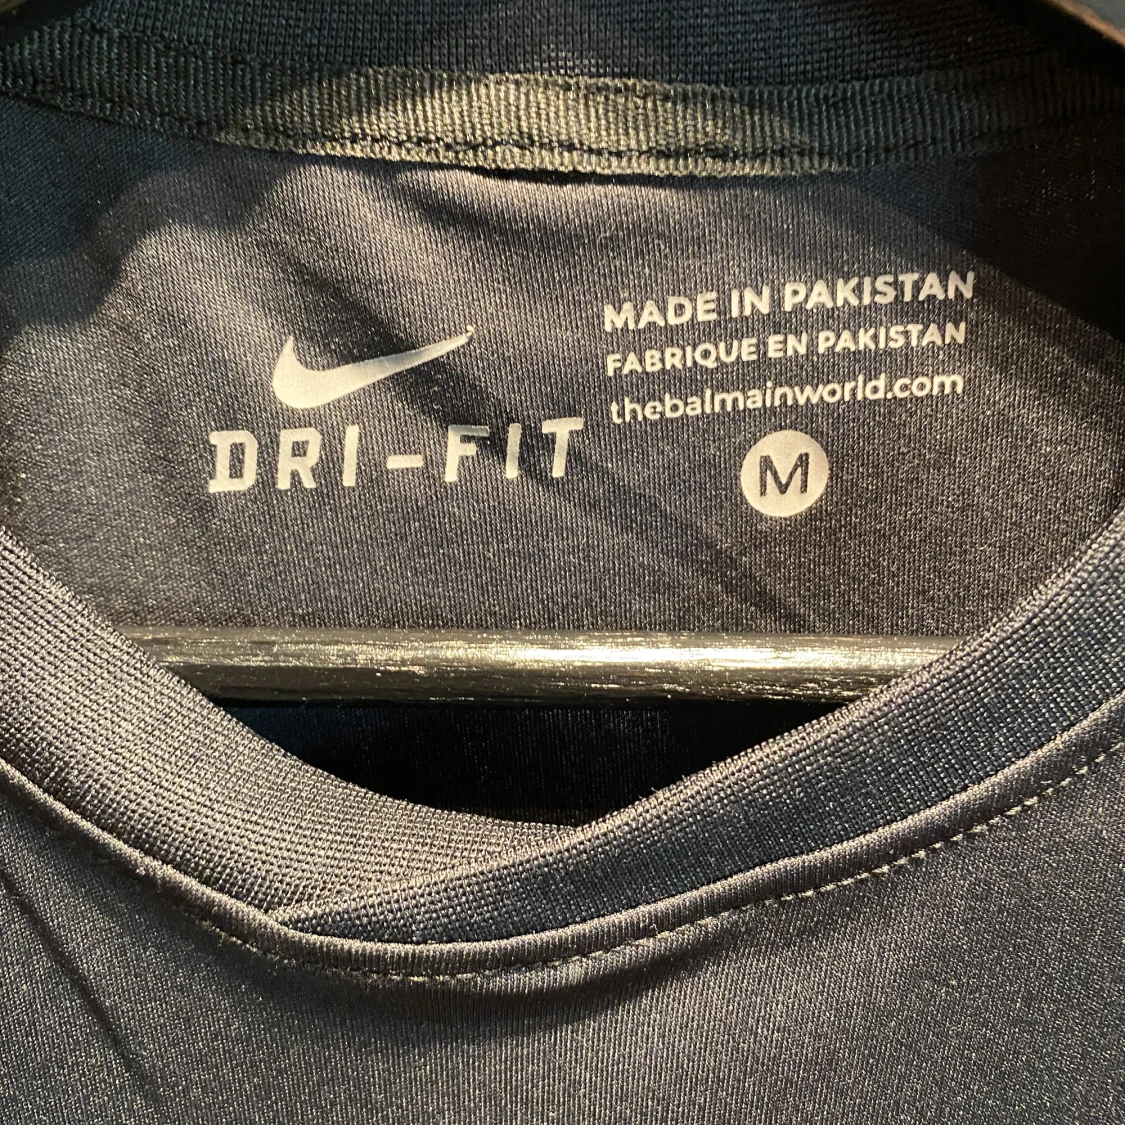 DRI-FIT
MADE IN PAKISTAN
FABRIQUE EN PAKISTAN
thebalmainworld.com
M